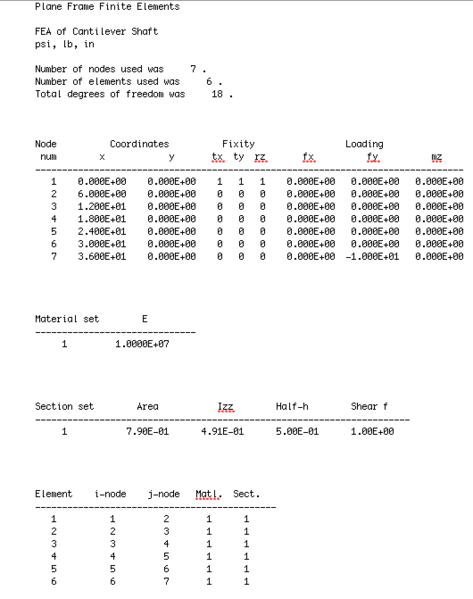 Plane Frame Finite Elements
FEA of Cantilever Shaft
psi, lb, in
Number of nodes used was 7 .
Number of elements used was 6 .
Total degrees of freedom was 18 .
Node Coordinates Fixity Loading
num x y tx ty rz fx fy mz
1 0.000E+00 0.000E+00 1 1 1 0.000E+00 0.000E+00 0.000E+00
2 6.000E+00 0.000E+00 0 0 0 0.000E+00 0.000E+00 0.000E+00
3 1.200E+01 0.000E+00 0 0 0 0.000E+00 0.000E+00 0.000E+00
4 1.800E+01 0.000E+00 0 0 0 0.000E+00 0.000E+00 0.000E+00
5 2.400E+01 0.000E+00 0 0 0 0.000E+00 0.000E+00 0.000E+00
6 3.000E+01 0.000E+00 0 0 0 0.000E+00 0.000E+00 0.000E+00
7 3.600E+01 0.000E+00 0 0 0 0.000E+00 -1.000E+01 0.000E+00
Material set E
1 1.0000E+07
Section set Area Izz Half-h Shear f
1 7.90E-01 4.91E-01 5.00E-01 1.00E+00
Element i-node j-node Matl. Sect.
1 1 2 1 1
2 2 3 1 1
3 3 4 1 1
4 4 5 1 1
5 5 6 1 1
6 6 7 1 1